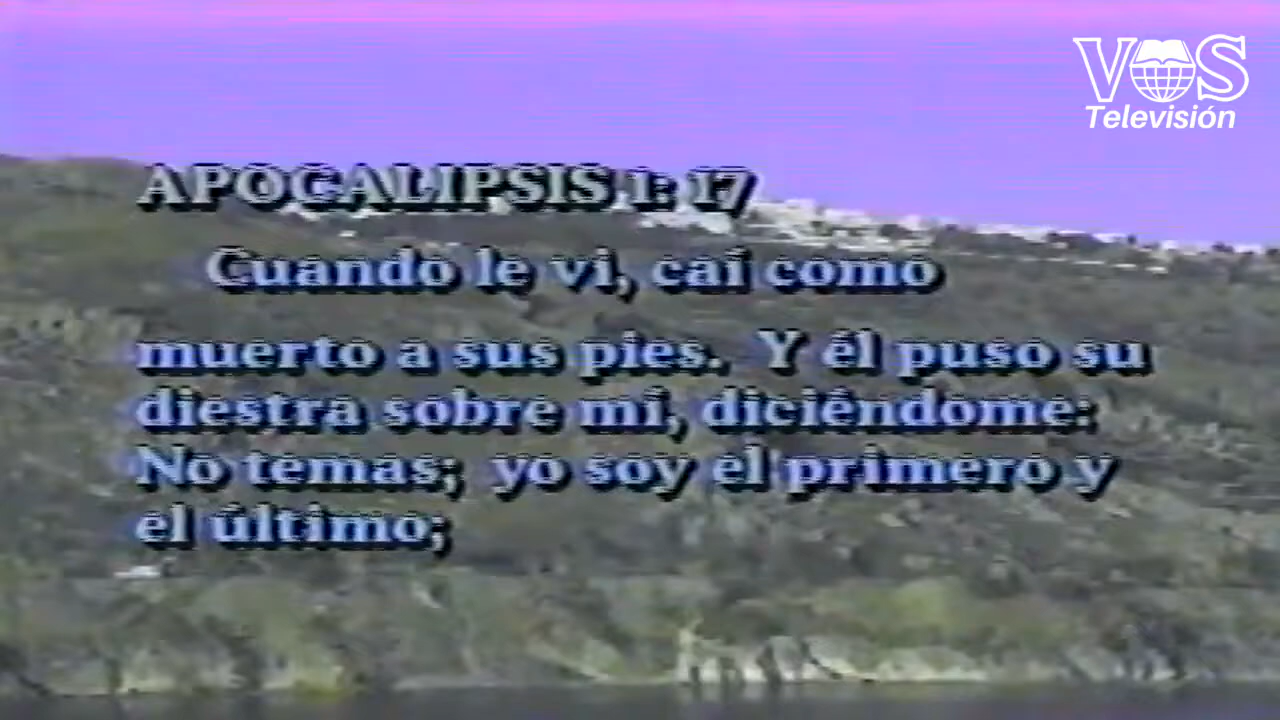 VOS
Televisión
APOCALIPSIS 1: 17
Cuando le vi, caí como
muerto a sus pies. Y él puso su
diestra sobre mí, diciéndome:
No temas; yo soy el primero y
el último;